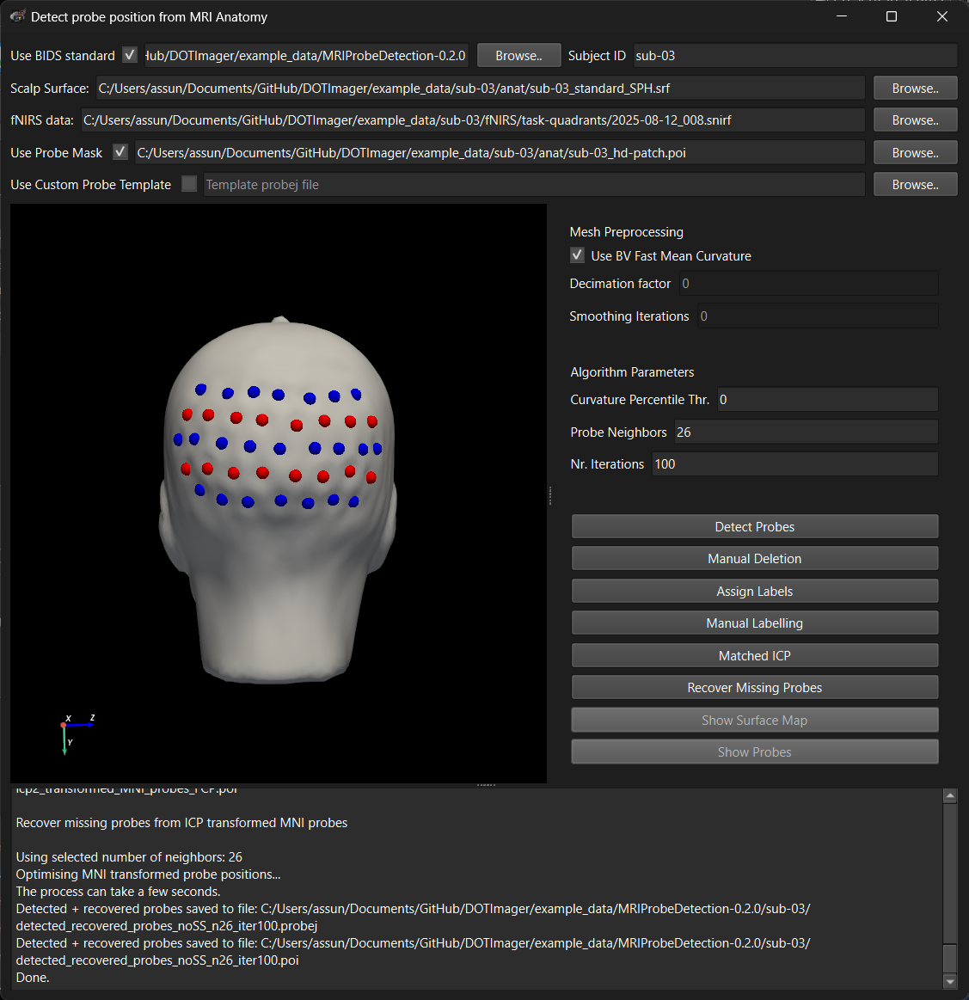 Detect probe position from MRI Anatomy
Use BIDS standard
Hub/DOTImager/example_data/MRIProbeDetection-0.2.0
Browse..
Subject ID
sub-03
Scalp Surface:
C:/Users/assun/Documents/GitHub/DOTImager/example_data/sub-03/anat/sub-03_standard_SPH.srf
Browse..
fNIRS data:
C:/Users/assun/Documents/GitHub/DOTImager/example_data/sub-03/fNIRS/task-quadrants/2025-08-12_008.snirf
Browse..
Use Probe Mask
C:/Users/assun/Documents/GitHub/DOTImager/example_data/sub-03/anat/sub-03_hd-patch.poi
Browse..
Use Custom Probe Template
Template probej file
Browse..
Mesh Preprocessing
Use BV Fast Mean Curvature
Decimation factor 0
Smoothing Iterations 0
Algorithm Parameters
Curvature Percentile Thr. 0
Probe Neighbors 26
Nr. Iterations 100
Detect Probes
Manual Deletion
Assign Labels
Manual Labelling
Matched ICP
Recover Missing Probes
Show Surface Map
Show Probes
X
Z
Y
icp2_transformed_MNI_probes_FCP.poi
Recover missing probes from ICP transformed MNI probes
Using selected number of neighbors: 26
Optimising MNI transformed probe positions...
The process can take a few seconds.
Detected + recovered probes saved to file: C:/Users/assun/Documents/GitHub/DOTImager/example_data/MRIProbeDetection-0.2.0/sub-03/
detected_recovered_probes_noSS_n26_iter100.probej
Detected + recovered probes saved to file: C:/Users/assun/Documents/GitHub/DOTImager/example_data/MRIProbeDetection-0.2.0/sub-03/
detected_recovered_probes_noSS_n26_iter100.poi
Done.